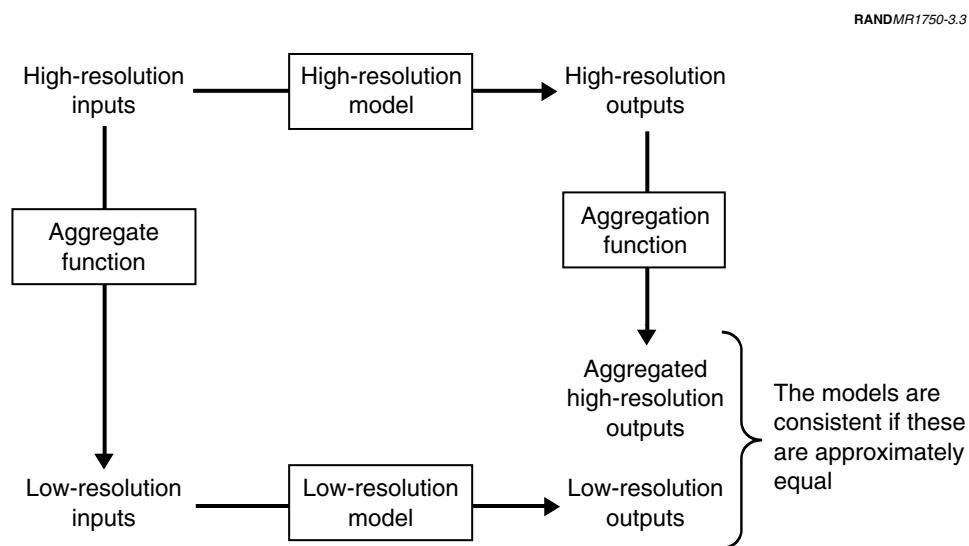 RANDMR1750-3.3
High-resolution
inputs
High-resolution
model
High-resolution
outputs
Aggregate
function
Aggregation
function
Aggregated
high-resolution
outputs
The models are
consistent if these
are approximately
equal
Low-resolution
inputs
Low-resolution
model
Low-resolution
outputs